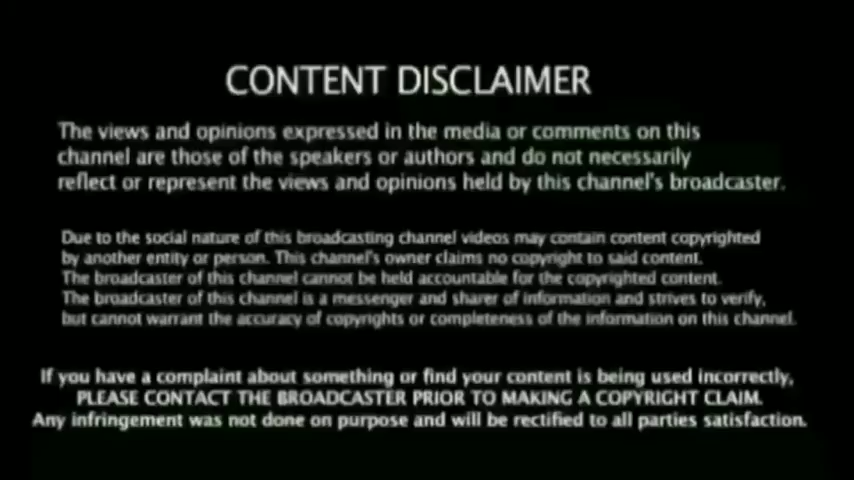 CONTENT DISCLAIMER
The views and opinions expressed in the media or comments on this
channel are those of the speakers or authors and do not necessarily
reflect or represent the views and opinions held by this channel's broadcaster.
Due to the social nature of this broadcasting channel videos may contain content copyrighted
by another entity or person. This channel's owner claims no copyright to said content.
The broadcaster of this channel cannot be held accountable for the copyrighted content.
The broadcaster of this channel is a messenger and sharer of information and strives to verify,
but cannot warrant the accuracy of copyrights or completeness of the information on this channel.
If you have a complaint about something or find your content is being used incorrectly,
PLEASE CONTACT THE BROADCASTER PRIOR TO MAKING A COPYRIGHT CLAIM.
Any infringement was not done on purpose and will be rectified to all parties satisfaction.